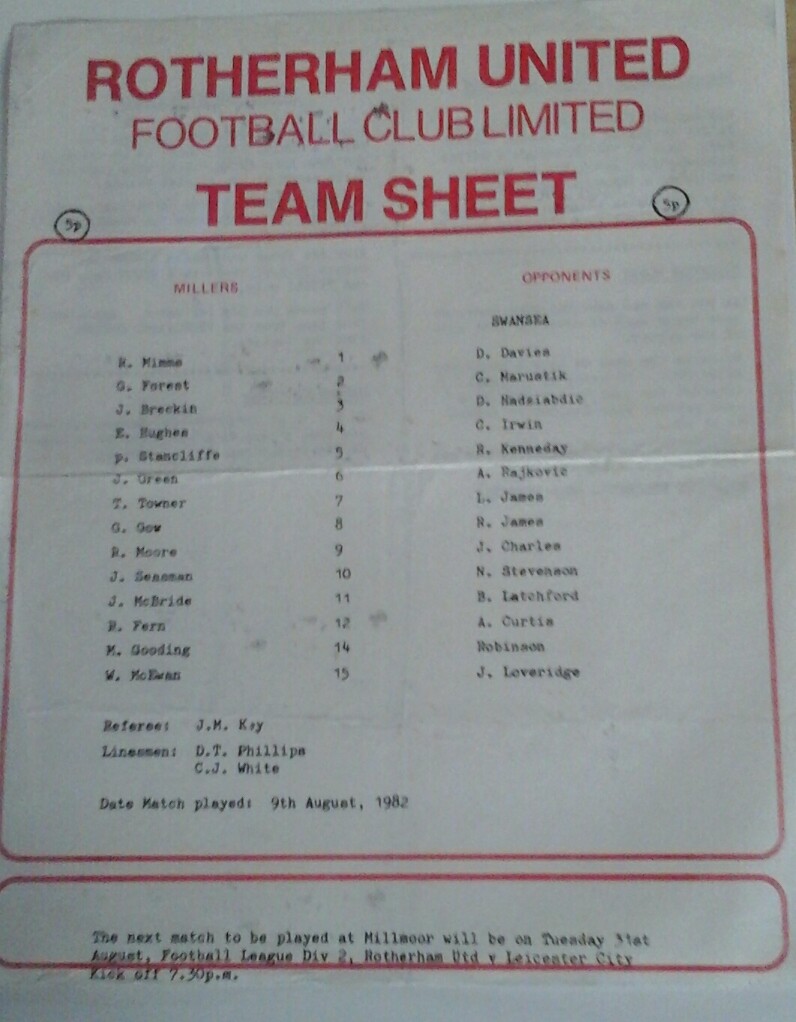 ROTHERHAM UNITED
FOOTBALL CLUB LIMITED
TEAM SHEET
5p
5p
MILLERS
OPPONENTS
SWANSEA
R. Mimms 1 D. Davies
G. Forest 2 C. Marustik
J. Breckin 3 D. Hadziabdic
E. Hughes 4 C. Irwin
p. Stancliffe 5 R. Kenneday
J. Green 6 A. Rajkovic
T. Towner 7 L. James
G. Gow 8 R. James
R. Moore 9 J. Charles
J. Seasman 10 N. Stevenson
J. McBride 11 B. Latchford
R. Fern 12 A. Curtis
M. Gooding 14 Robinson
W. McEwan 15 J. Loveridge
Referee: J.M. Key
Linesmen: D.T. Phillips
C.J. White
Date Match played: 9th August, 1982
The next match to be played at Millmoor will be on Tuesday 31st
August, Football League Div 2, Rotherham Utd v Leicester City
Kick off 7.30p.m.